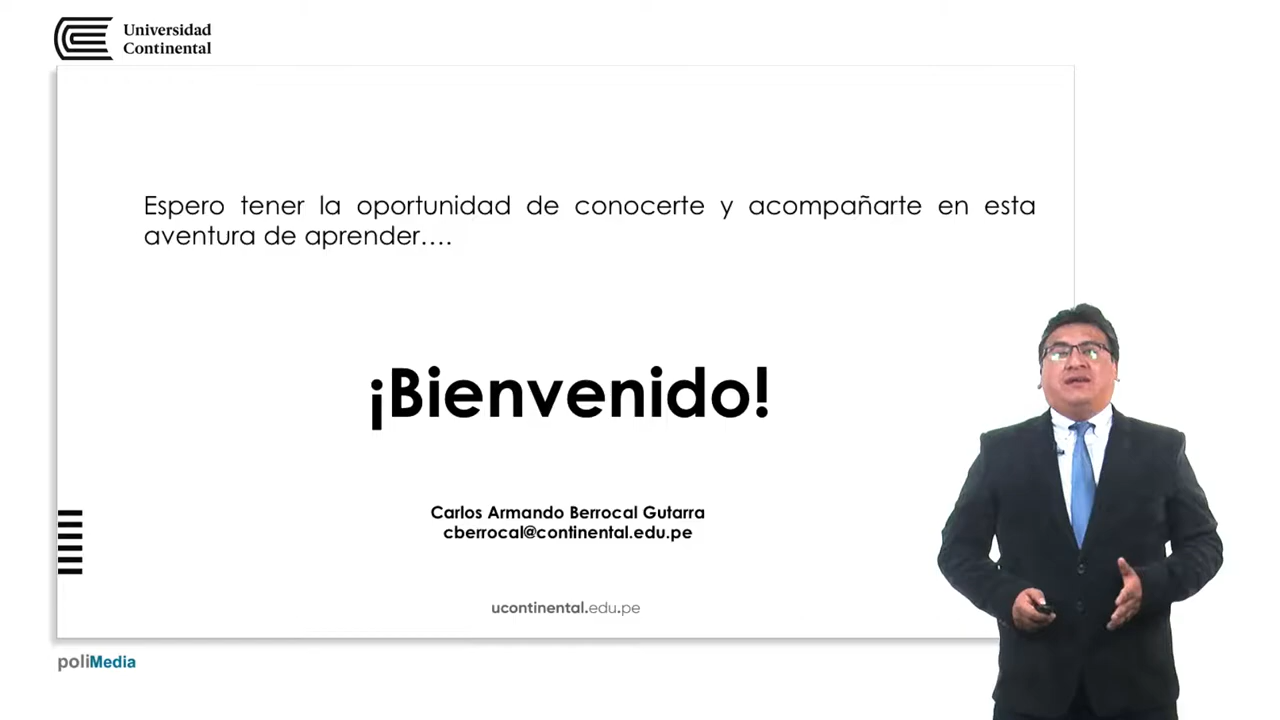 Universidad
Continental
Espero tener la oportunidad de conocerte y acompañarte en esta
aventura de aprender....
¡Bienvenido!
Carlos Armando Berrocal Gutarra
cberrocal@continental.edu.pe
ucontinental.edu.pe
poliMedia